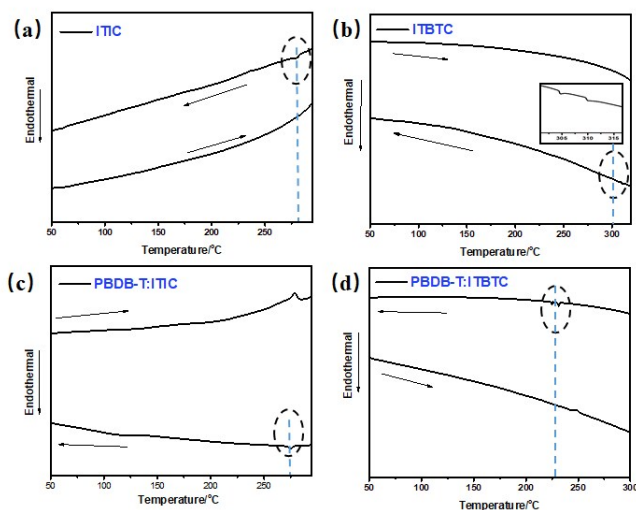 (a)
ITIC
Endothermal
50 100 150 200 250
Temperature/°C
(b)
ITBTC
Endothermal
305 310 315
50 100 150 200 250 300
Temperature/°C
(c)
PBDB-T:ITIC
Endothermal
50 100 150 200 250
Temperature/°C
(d)
PBDB-T:ITBTC
Endothermal
50 100 150 200 250 300
Temperature/°C